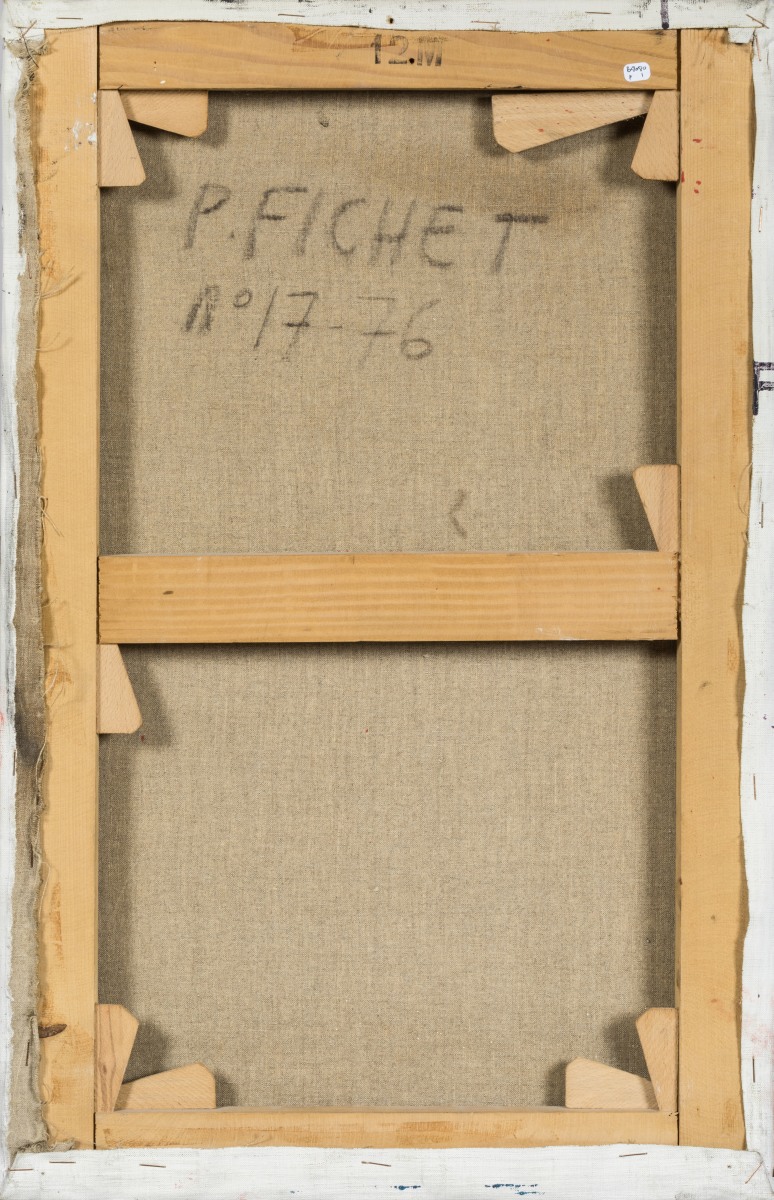 12.M
P. FICHET
N° 17-76
F